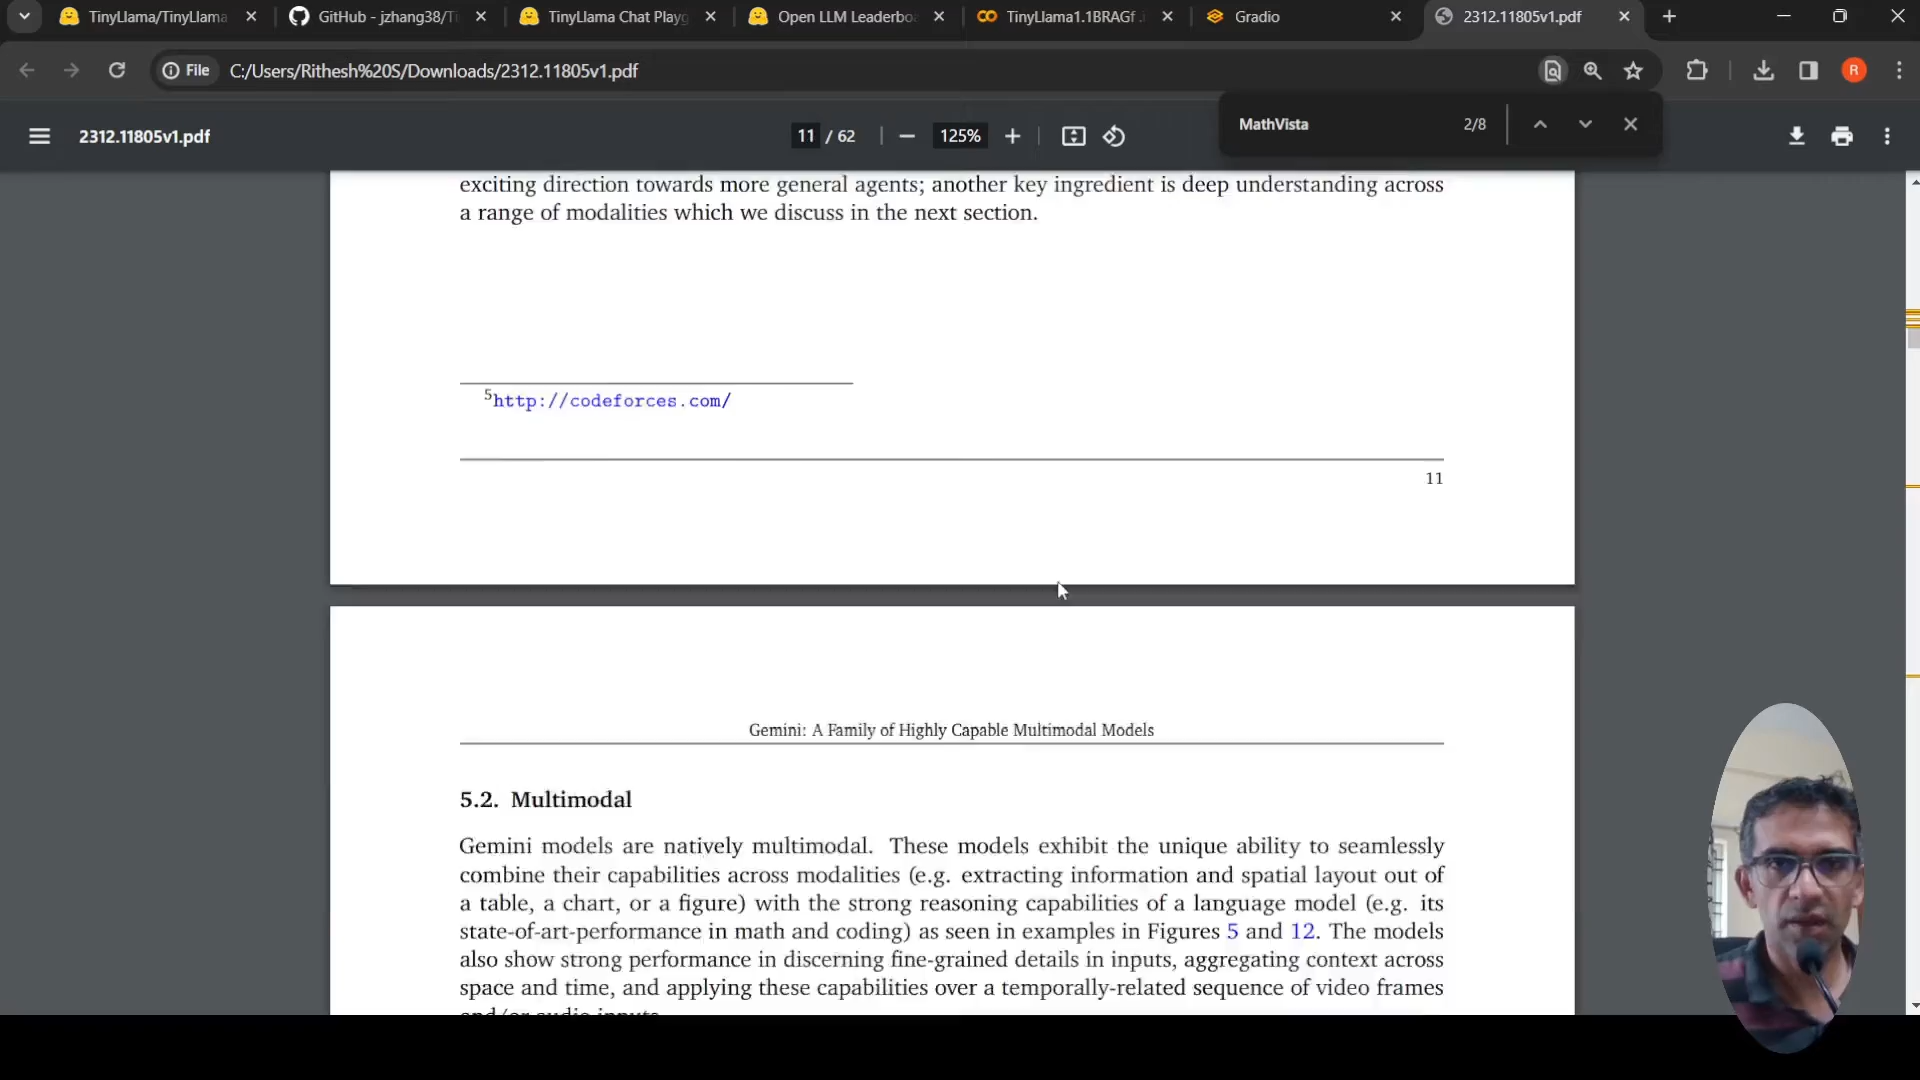 TinyLlama/TinyLlama
GitHub - jzhang38/Ti
TinyLlama Chat Playg
Open LLM Leaderboa
TinyLlama1.1BRAGf .i
Gradio
2312.11805v1.pdf
File
C:/Users/Rithesh%20S/Downloads/2312.11805v1.pdf
R
2312.11805v1.pdf
11 / 62
125%
MathVista
2/8
exciting direction towards more general agents; another key ingredient is deep understanding across
a range of modalities which we discuss in the next section.
5http://codeforces.com/
11
Gemini: A Family of Highly Capable Multimodal Models
5.2. Multimodal
Gemini models are natively multimodal. These models exhibit the unique ability to seamlessly
combine their capabilities across modalities (e.g. extracting information and spatial layout out of
a table, a chart, or a figure) with the strong reasoning capabilities of a language model (e.g. its
state-of-art-performance in math and coding) as seen in examples in Figures 5 and 12. The models
also show strong performance in discerning fine-grained details in inputs, aggregating context across
space and time, and applying these capabilities over a temporally-related sequence of video frames
and/or audio inputs.